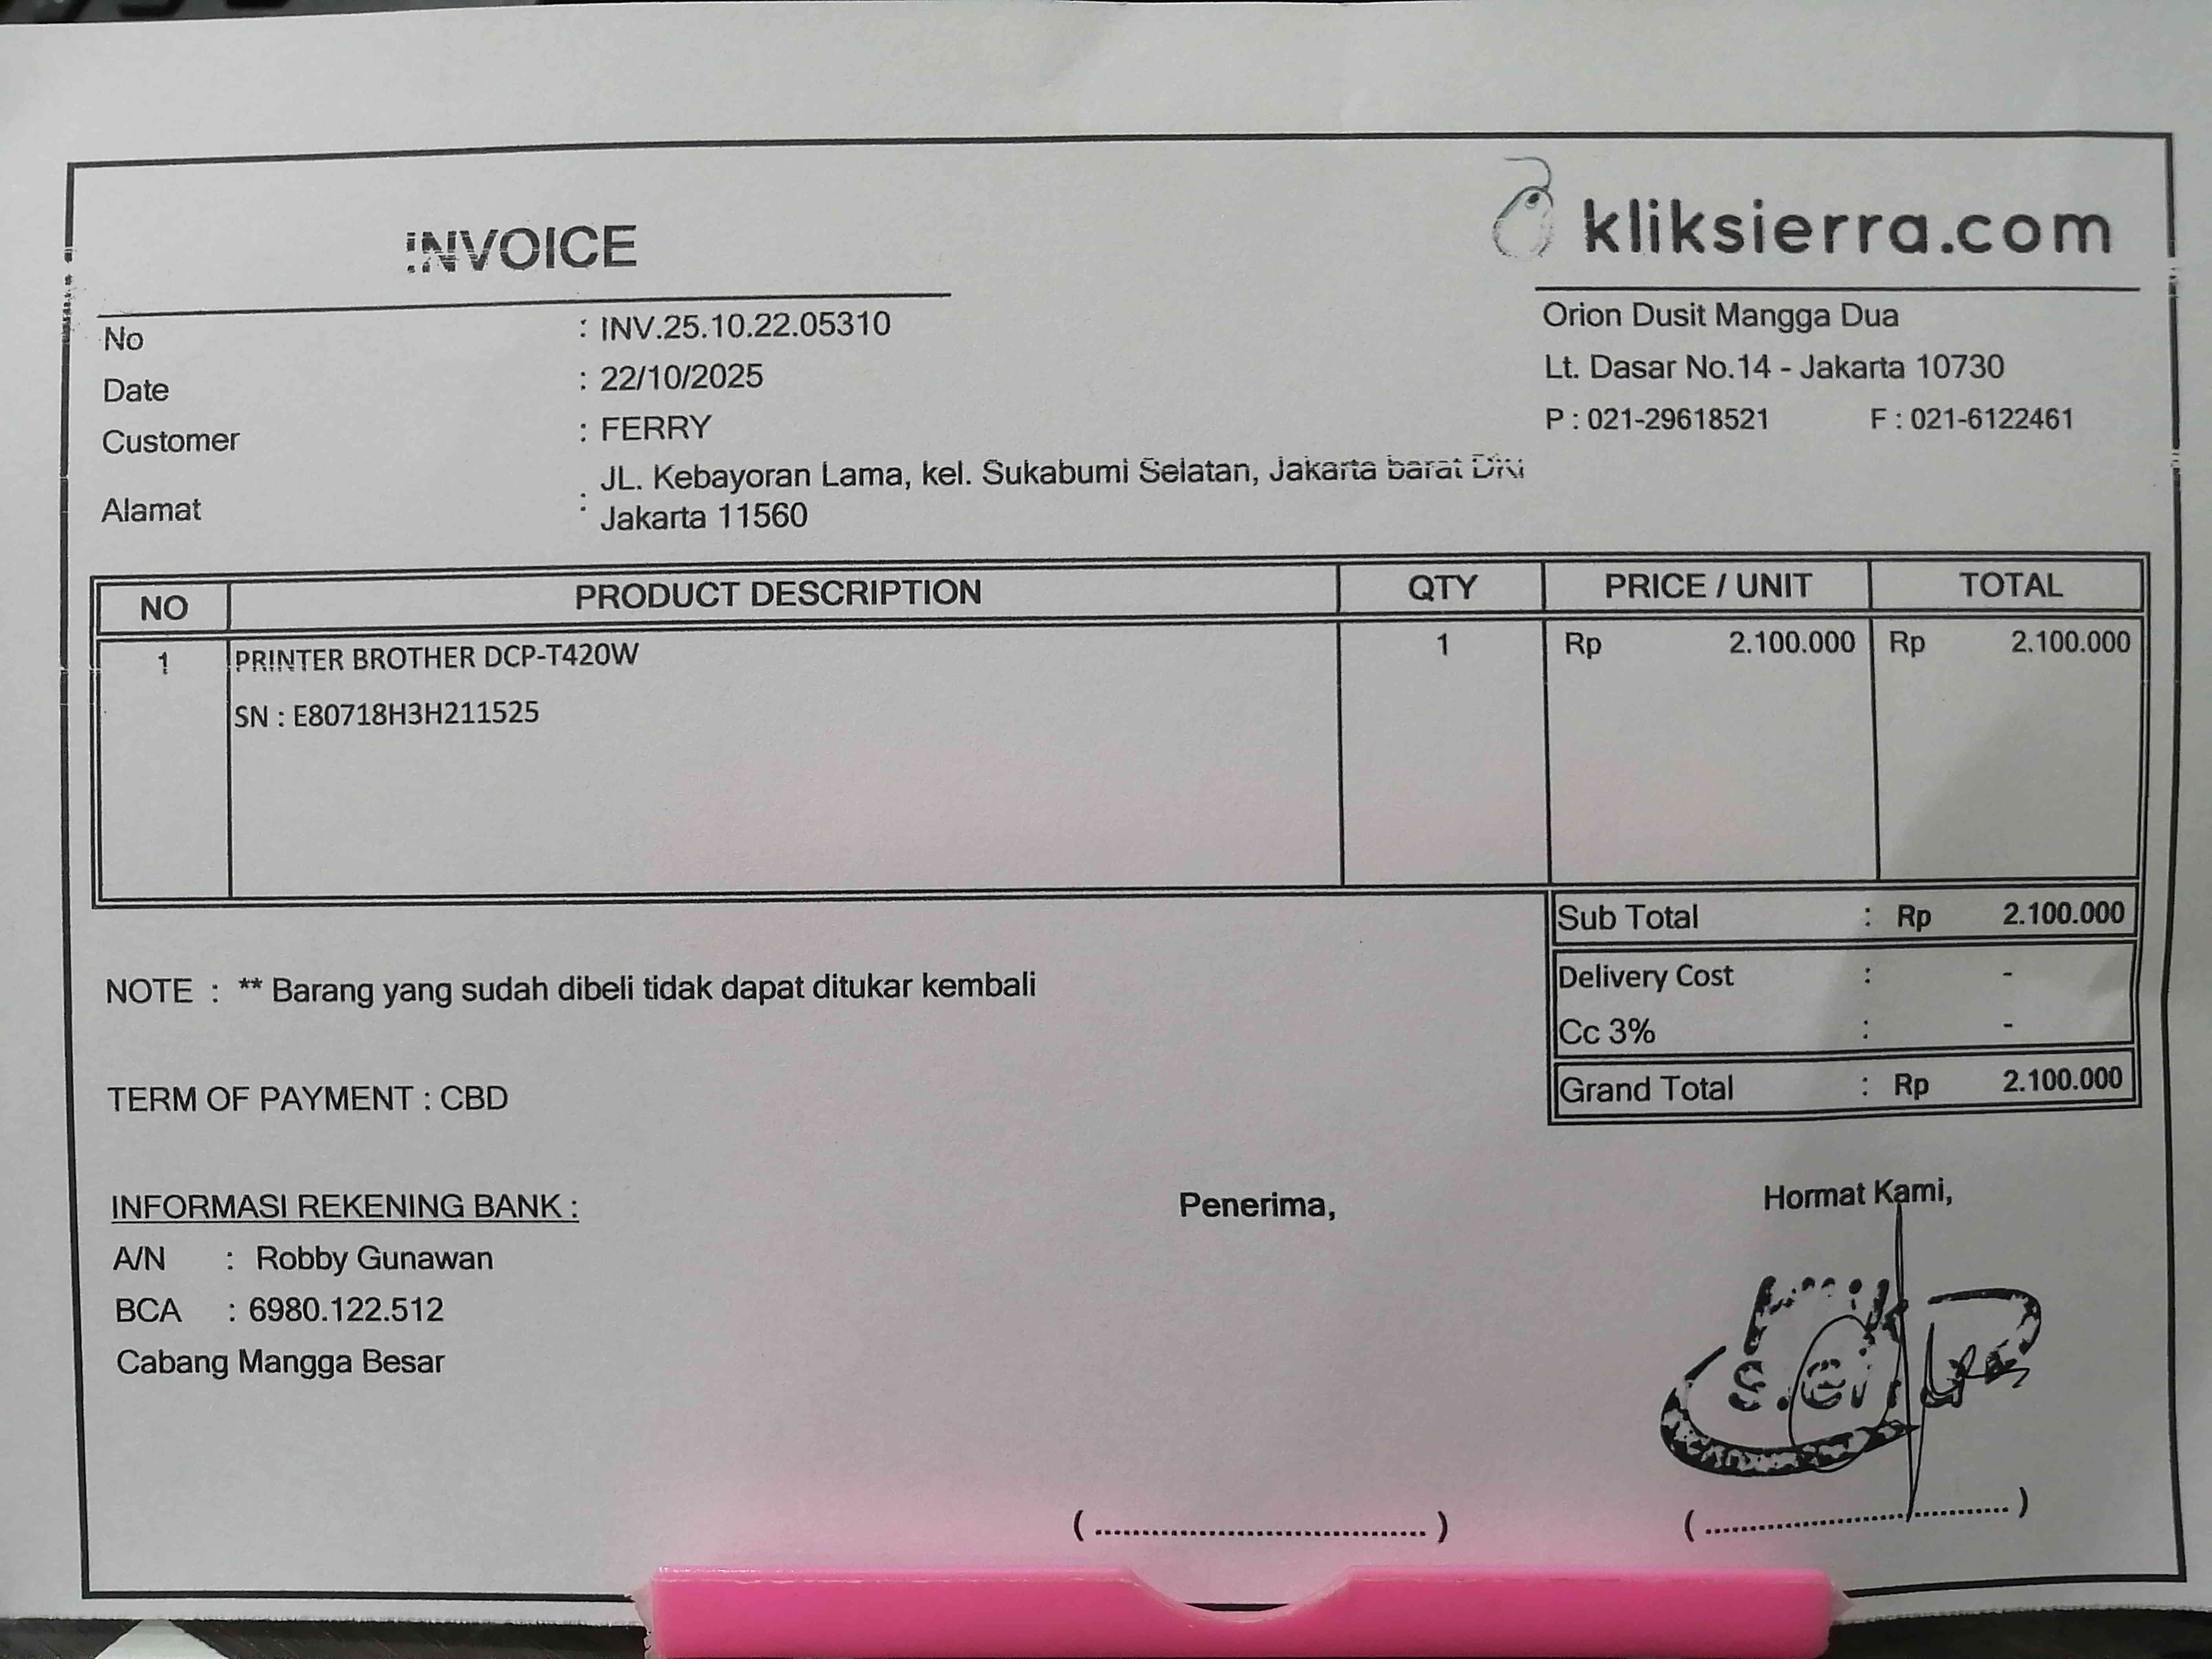 INVOICE
kliksierra.com
No : INV.25.10.22.05310
Date : 22/10/2025
Customer : FERRY
Alamat : JL. Kebayoran Lama, kel. Sukabumi Selatan, Jakarta barat DKI
Jakarta 11560
Orion Dusit Mangga Dua
Lt. Dasar No.14 - Jakarta 10730
P : 021-29618521 F : 021-6122461
NO PRODUCT DESCRIPTION QTY PRICE / UNIT TOTAL
1 PRINTER BROTHER DCP-T420W 1 Rp 2.100.000 Rp 2.100.000
SN : E80718H3H211525
Sub Total : Rp 2.100.000
Delivery Cost : -
Cc 3% : -
Grand Total : Rp 2.100.000
NOTE : ** Barang yang sudah dibeli tidak dapat ditukar kembali
TERM OF PAYMENT : CBD
INFORMASI REKENING BANK :
A/N : Robby Gunawan
BCA : 6980.122.512
Cabang Mangga Besar
Penerima,
Hormat Kami,
( .................................... )
( .................................... )